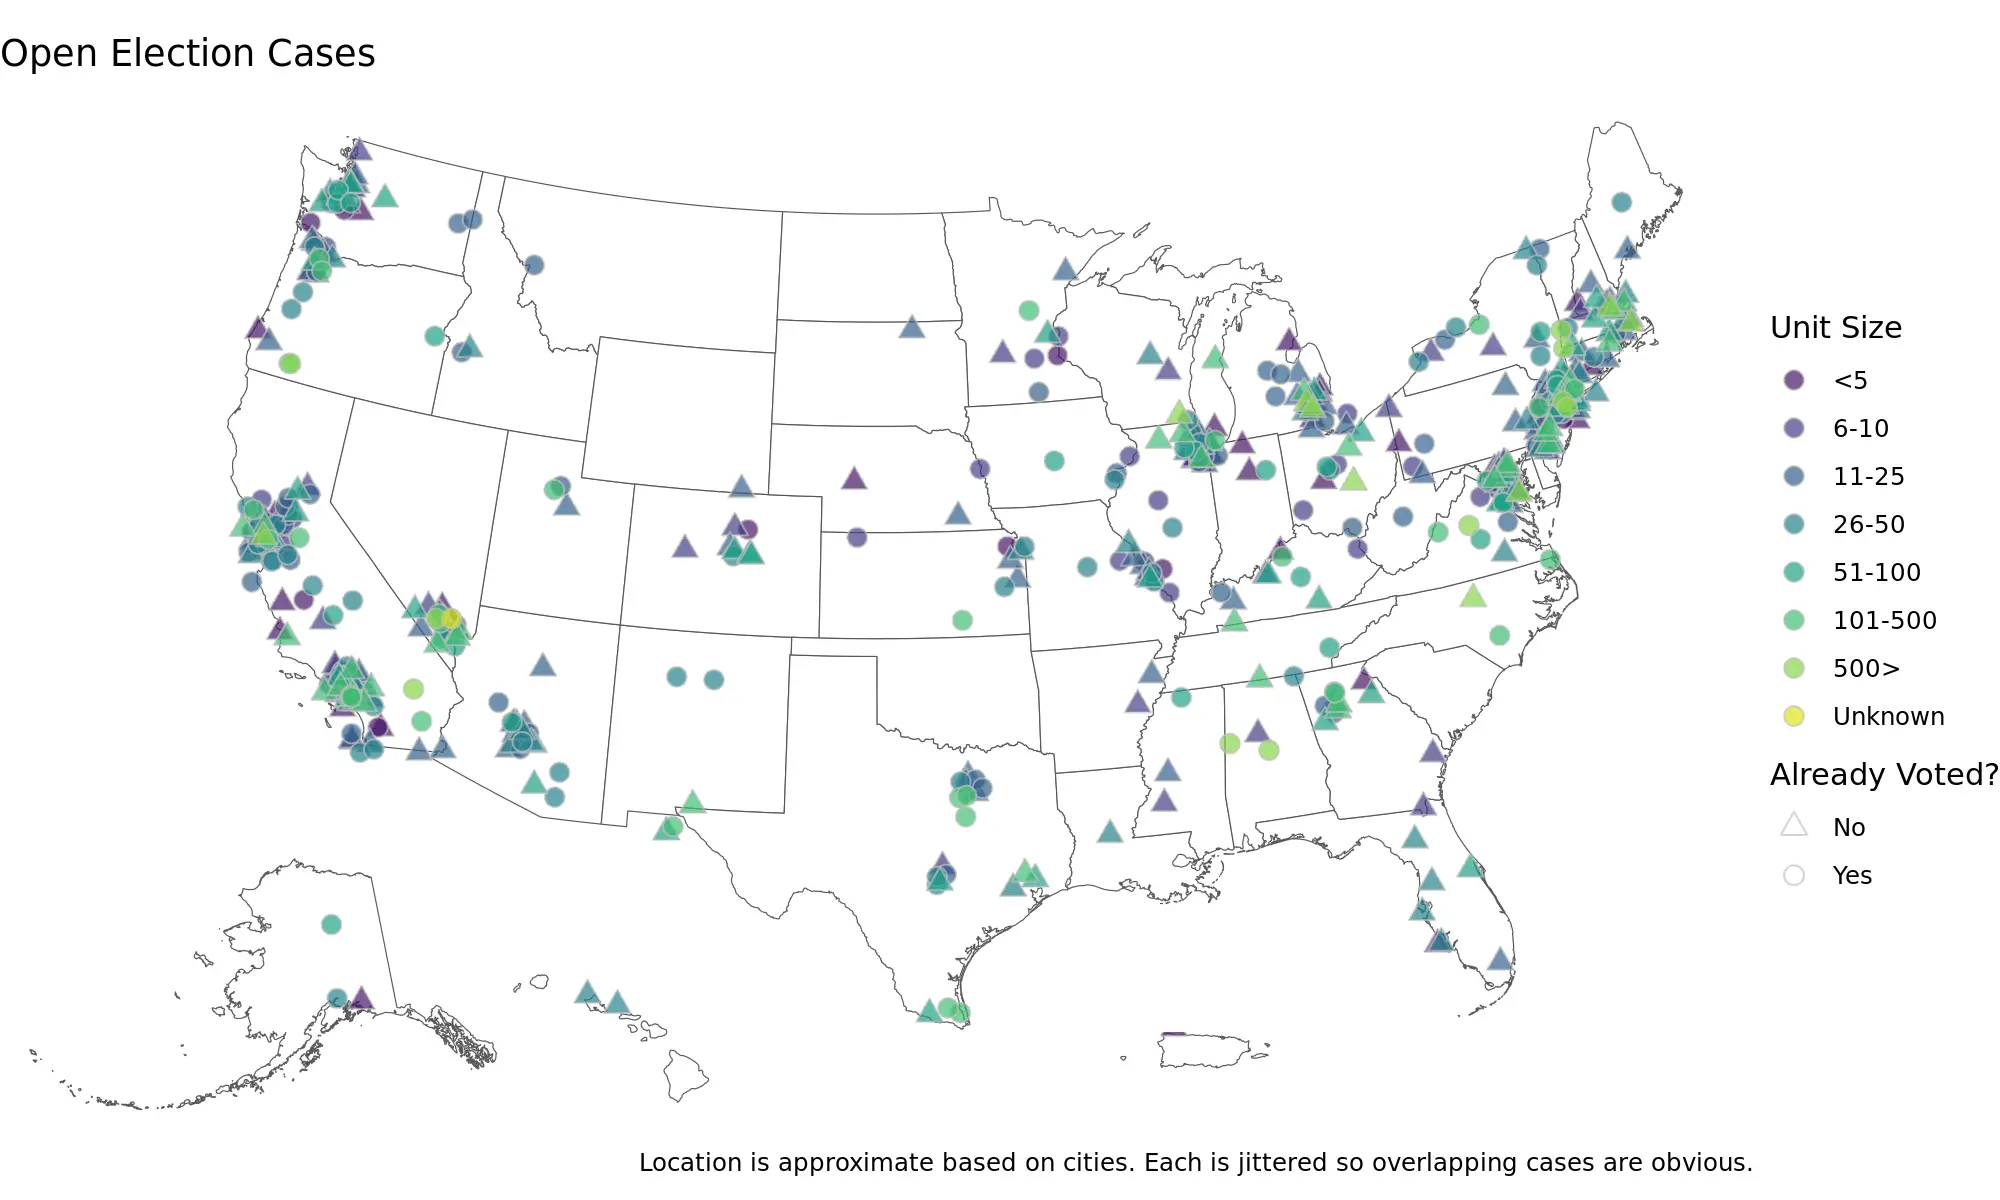 Open Election Cases
Unit Size
<5
6-10
11-25
26-50
51-100
101-500
500>
Unknown
Already Voted?
No
Yes
Location is approximate based on cities. Each is jittered so overlapping cases are obvious.